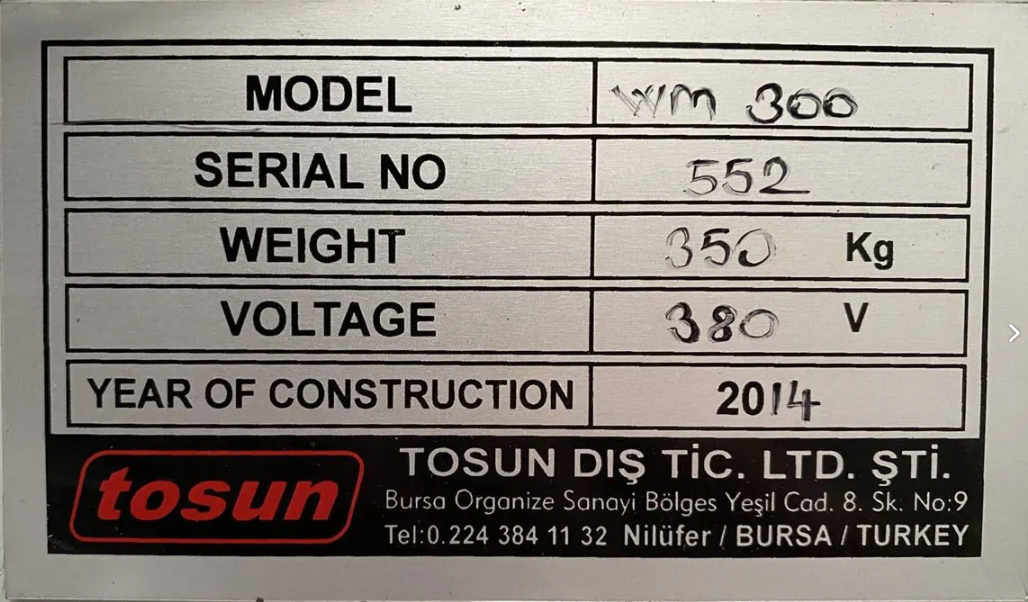 MODEL WM 300
SERIAL NO 552
WEIGHT 350 Kg
VOLTAGE 380 V
YEAR OF CONSTRUCTION 2014
tosun
TOSUN DIŞ TİC. LTD. ŞTİ.
Bursa Organize Sanayi Bölges Yeşil Cad. 8. Sk. No:9
Tel:0.224 384 11 32 Nilüfer / BURSA / TURKEY